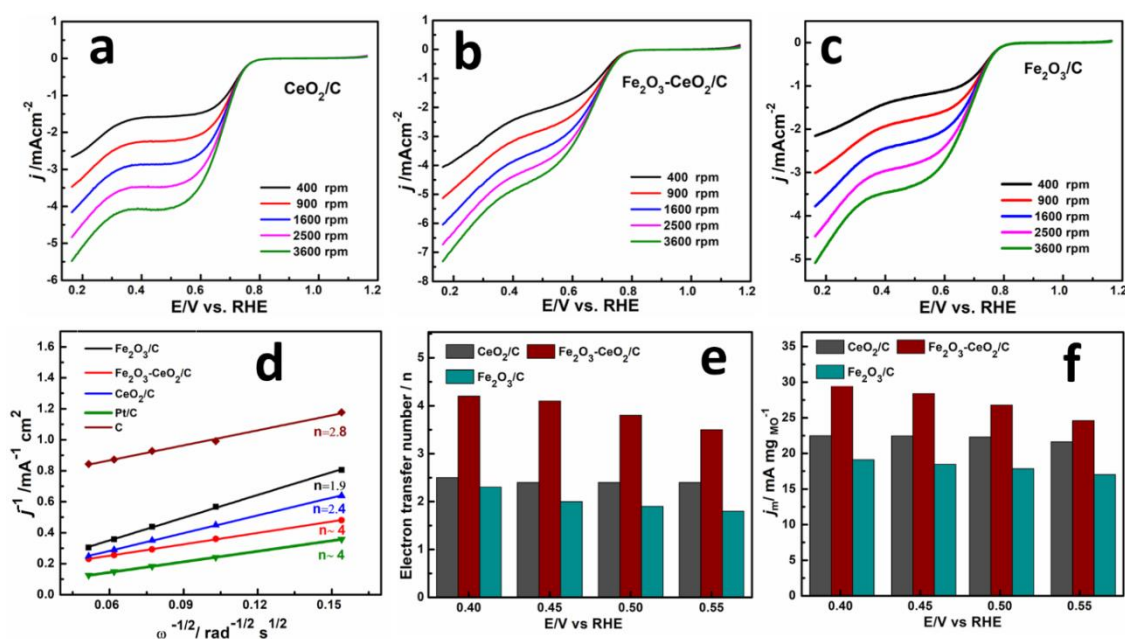 a
CeO2/C
400 rpm
900 rpm
1600 rpm
2500 rpm
3600 rpm
j /mAcm-2
1
0
-1
-2
-3
-4
-5
-6
0.2 0.4 0.6 0.8 1.0 1.2
E/V vs. RHE
b
Fe2O3-CeO2/C
400 rpm
900 rpm
1600 rpm
2500 rpm
3600 rpm
j /mAcm-2
1
0
-1
-2
-3
-4
-5
-6
-7
-8
0.2 0.4 0.6 0.8 1.0 1.2
E/V vs. RHE
c
Fe2O3/C
400 rpm
900 rpm
1600 rpm
2500 rpm
3600 rpm
j /mAcm-2
0
-1
-2
-3
-4
-5
0.2 0.4 0.6 0.8 1.0 1.2
E/V vs. RHE
d
Fe2O3/C
Fe2O3-CeO2/C
CeO2/C
Pt/C
C
n=2.8
n=1.9
n=2.4
n~ 4
n~ 4
j-1 /mA-1 cm2
1.6
1.4
1.2
1.0
0.8
0.6
0.4
0.2
0.0
0.06 0.09 0.12 0.15
ω -1/2/ rad-1/2 s1/2
e
CeO2/C Fe2O3-CeO2/C
Fe2O3/C
Electron transfer number / n
5
4
3
2
1
0
0.40 0.45 0.50 0.55
E/V vs RHE
f
CeO2/C Fe2O3-CeO2/C
Fe2O3/C
jm/ mA mg MO-1
35
30
25
20
15
10
5
0
0.40 0.45 0.50 0.55
E/V vs RHE